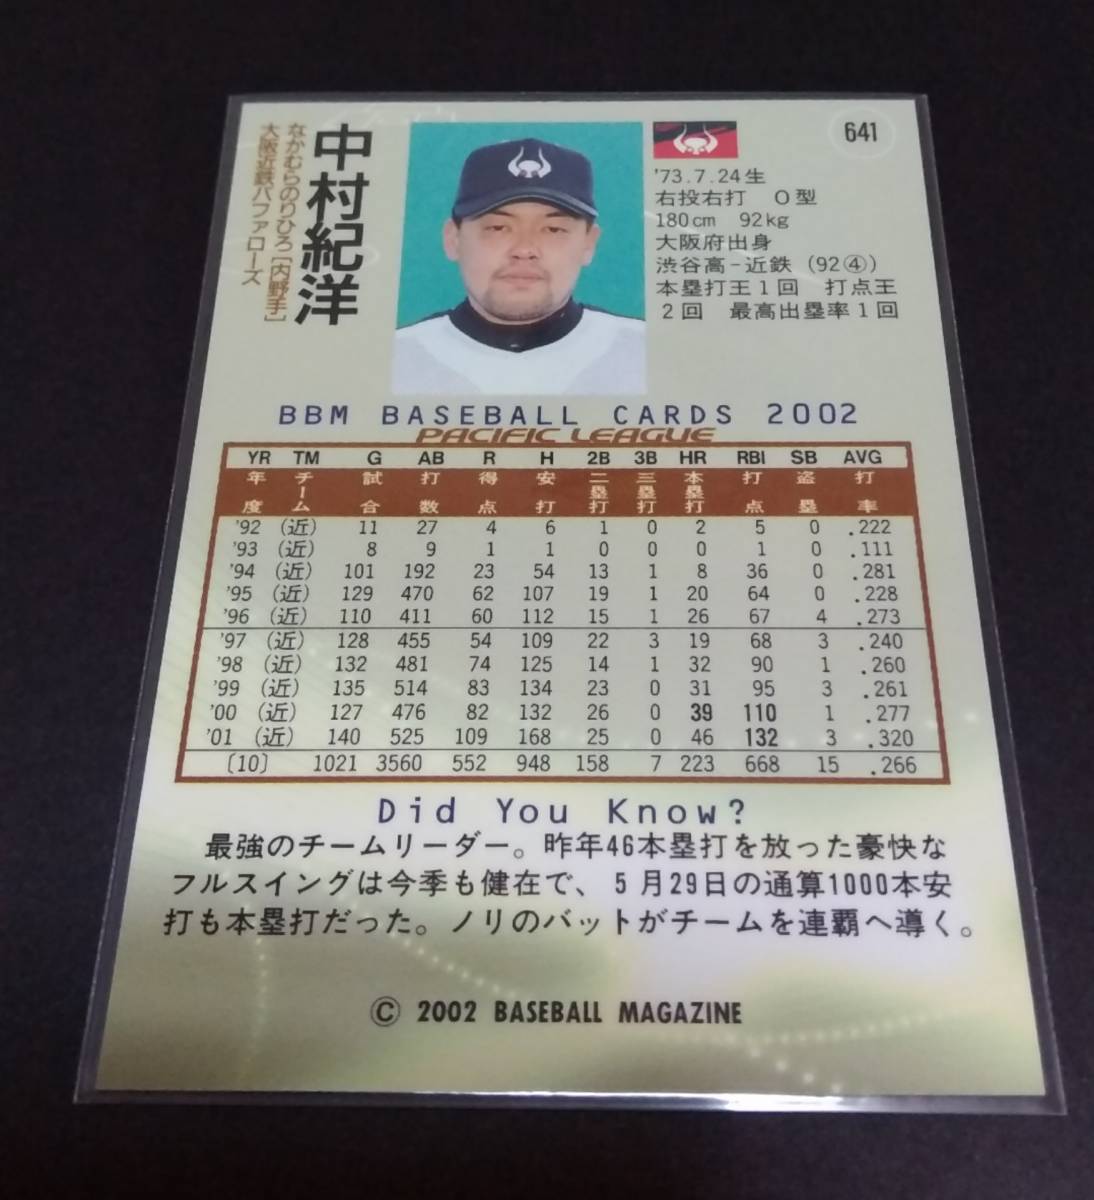 641
中村紀洋
なかむらのりひろ [内野手]
大阪近鉄バファローズ
'73.7.24生
右投右打 O型
180cm 92kg
大阪府出身
渋谷高-近鉄（92④）
本塁打王1回 打点王
2回 最高出塁率1回
BBM BASEBALL CARDS 2002
PACIFIC LEAGUE
YR TM G AB R H 2B 3B HR RBI SB AVG
年度 チーム 試合 打数 得点 安打 二塁打 三塁打 本塁打 打点 盗塁 打率
'92 (近) 11 27 4 6 1 0 2 5 0 .222
'93 (近) 8 9 1 1 0 0 0 1 0 .111
'94 (近) 101 192 23 54 13 1 8 36 0 .281
'95 (近) 129 470 62 107 19 1 20 64 0 .228
'96 (近) 110 411 60 112 15 1 26 67 4 .273
'97 (近) 128 455 54 109 22 3 19 68 3 .240
'98 (近) 132 481 74 125 14 1 32 90 1 .260
'99 (近) 135 514 83 134 23 0 31 95 3 .261
'00 (近) 127 476 82 132 26 0 39 110 1 .277
'01 (近) 140 525 109 168 25 0 46 132 3 .320
[10] 1021 3560 552 948 158 7 223 668 15 .266
Did You Know?
最強のチームリーダー。昨年46本塁打を放った豪快な
フルスイングは今季も健在で、5月29日の通算1000本安
打も本塁打だった。ノリのバットがチームを連覇へ導く。
© 2002 BASEBALL MAGAZINE